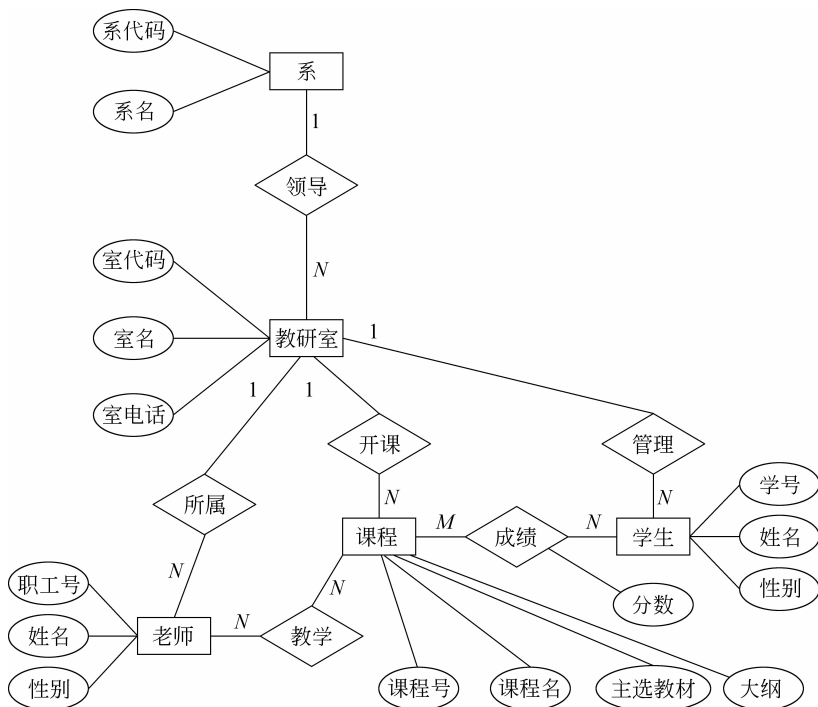 系代码
系
系名
1
领导
室代码
N
室名
教研室
1
室电话
1
1
开课
管理
学号
所属
N
N
课程
M
成绩
N
学生
姓名
职工号
N
N
分数
性别
姓名
老师
N
教学
性别
课程号
课程名
主选教材
大纲